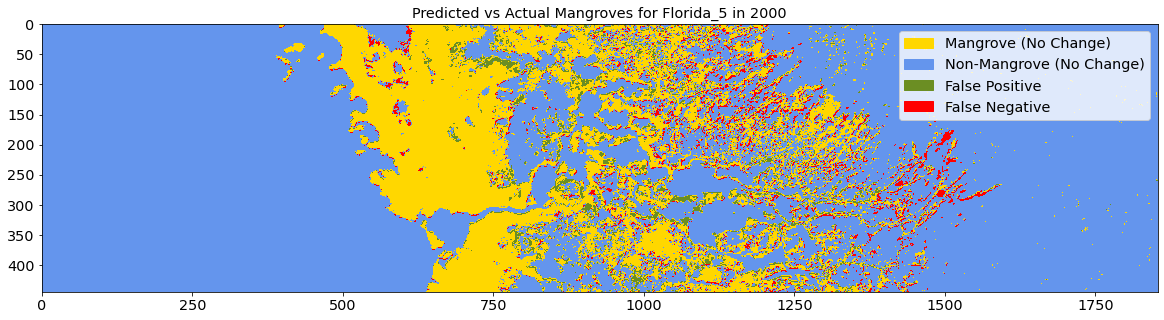 Predicted vs Actual Mangroves for Florida_5 in 2000
0
50
100
150
200
250
300
350
400
Mangrove (No Change)
Non-Mangrove (No Change)
False Positive
False Negative
0 250 500 750 1000 1250 1500 1750